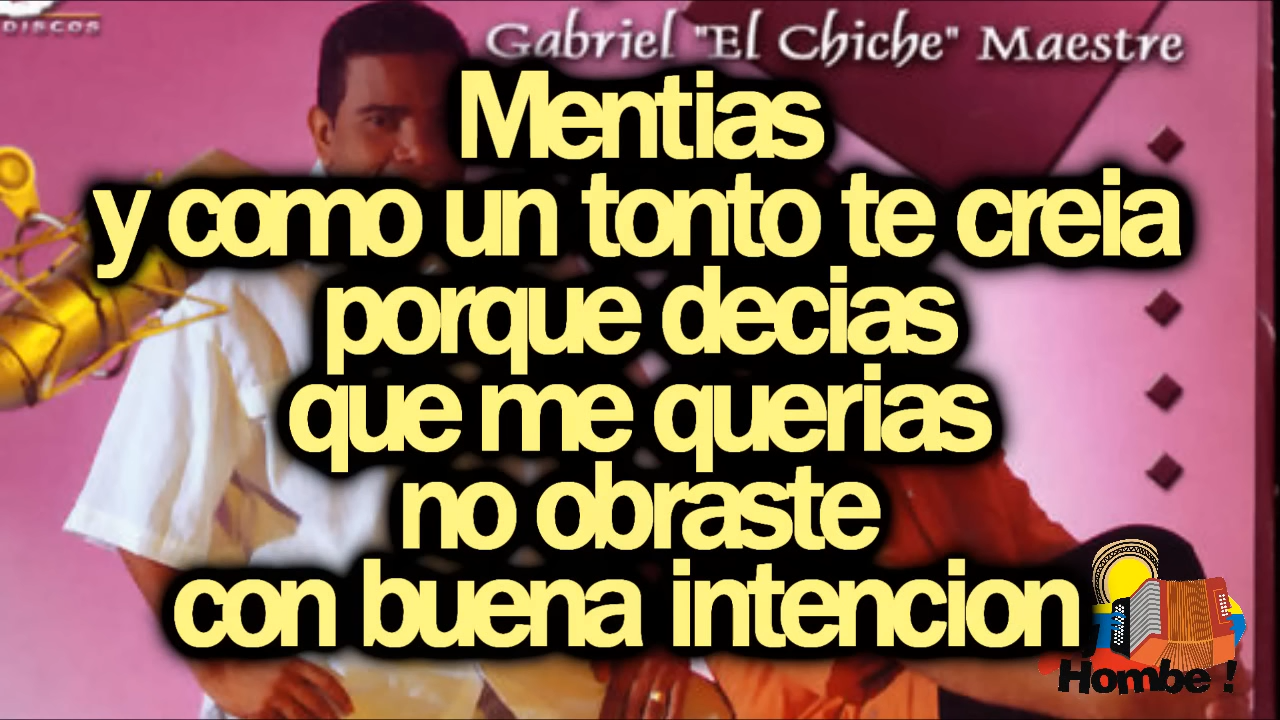 DISCOS
Gabriel "El Chiche" Maestre
Mentias
y como un tonto te creia
porque decias
que me querias
no obraste
con buena intencion
Hombe !